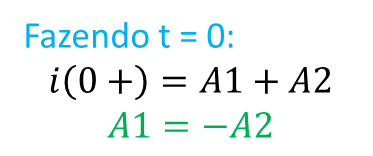 Fazendo t = 0:
i(0 +) = A1 + A2
A1 = −A2